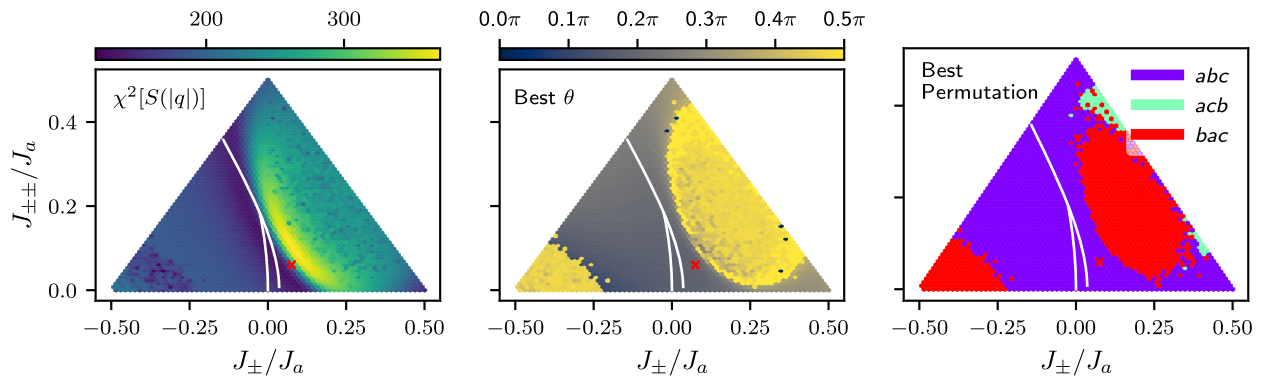 200 300
χ²[S(|q|)]
J±±/Jₐ
0.4
0.2
0.0
−0.50 −0.25 0.00 0.25 0.50
J±/Jₐ
0.0π 0.1π 0.2π 0.3π 0.4π 0.5π
Best θ
−0.50 −0.25 0.00 0.25 0.50
J±/Jₐ
Best
Permutation
abc
acb
bac
−0.50 −0.25 0.00 0.25 0.50
J±/Jₐ